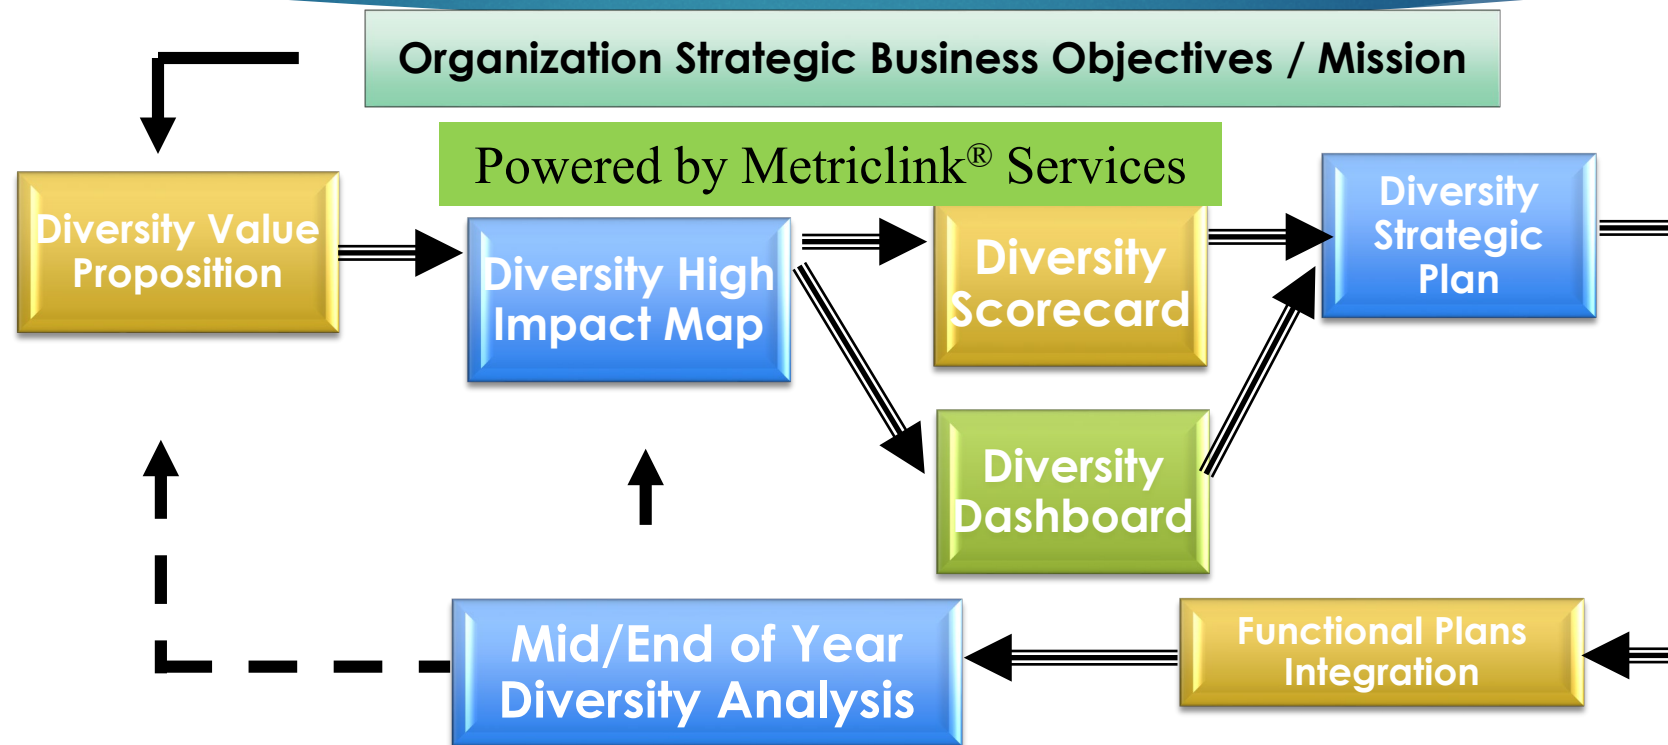 Organization Strategic Business Objectives / Mission
Powered by Metriclink® Services
Diversity Value
Proposition
Diversity High
Impact Map
Diversity
Scorecard
Diversity
Dashboard
Diversity
Strategic
Plan
Functional Plans
Integration
Mid/End of Year
Diversity Analysis